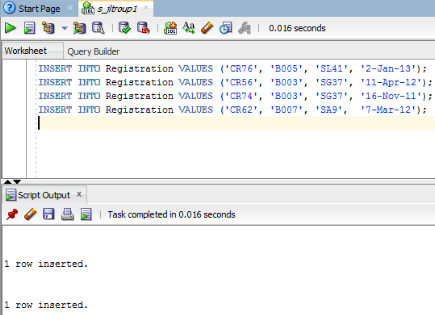 Start Page
s_jltroup1
0.016 seconds
Worksheet Query Builder
INSERT INTO Registration VALUES ('CR76', 'B005', 'SL41', '2-Jan-13');
INSERT INTO Registration VALUES ('CR56', 'B003', 'SG37', '11-Apr-12');
INSERT INTO Registration VALUES ('CR74', 'B003', 'SG37', '16-Nov-11');
INSERT INTO Registration VALUES ('CR62', 'B007', 'SA9', '7-Mar-12');
Script Output
Task completed in 0.016 seconds
1 row inserted.
1 row inserted.